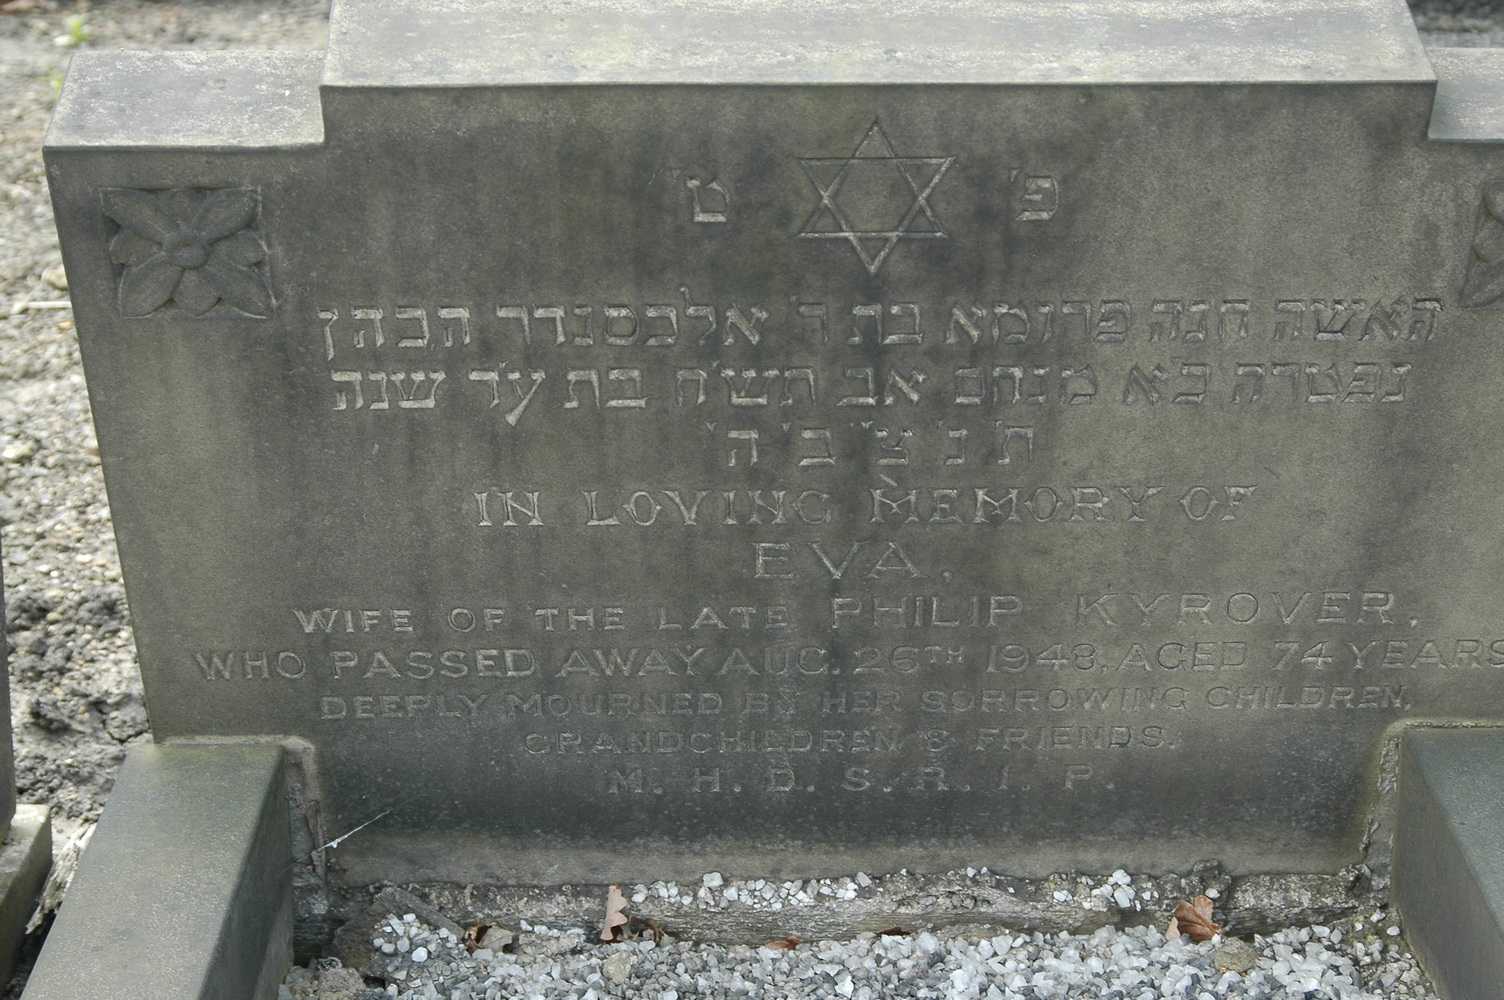 פ' ט'
האשה חנה פרומא בת ר' אלכסנדר הכהן
נפטרה כא מנחם אב תש"ח בת ע"ד שנה
ת' נ' צ' ב' ה'
IN LOVING MEMORY OF
EVA,
WIFE OF THE LATE PHILIP KYROVER,
WHO PASSED AWAY AUG. 26TH 1948, AGED 74 YEARS
DEEPLY MOURNED BY HER SORROWING CHILDREN,
GRANDCHILDREN & FRIENDS.
M. H. D. S. R. I. P.